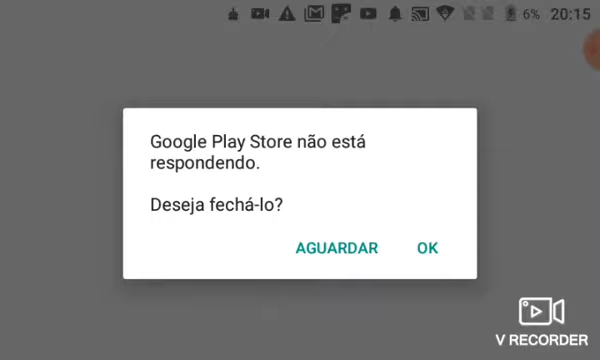 6% 20:15
Google Play Store não está
respondendo.
Deseja fechá-lo?
AGUARDAR OK
V RECORDER